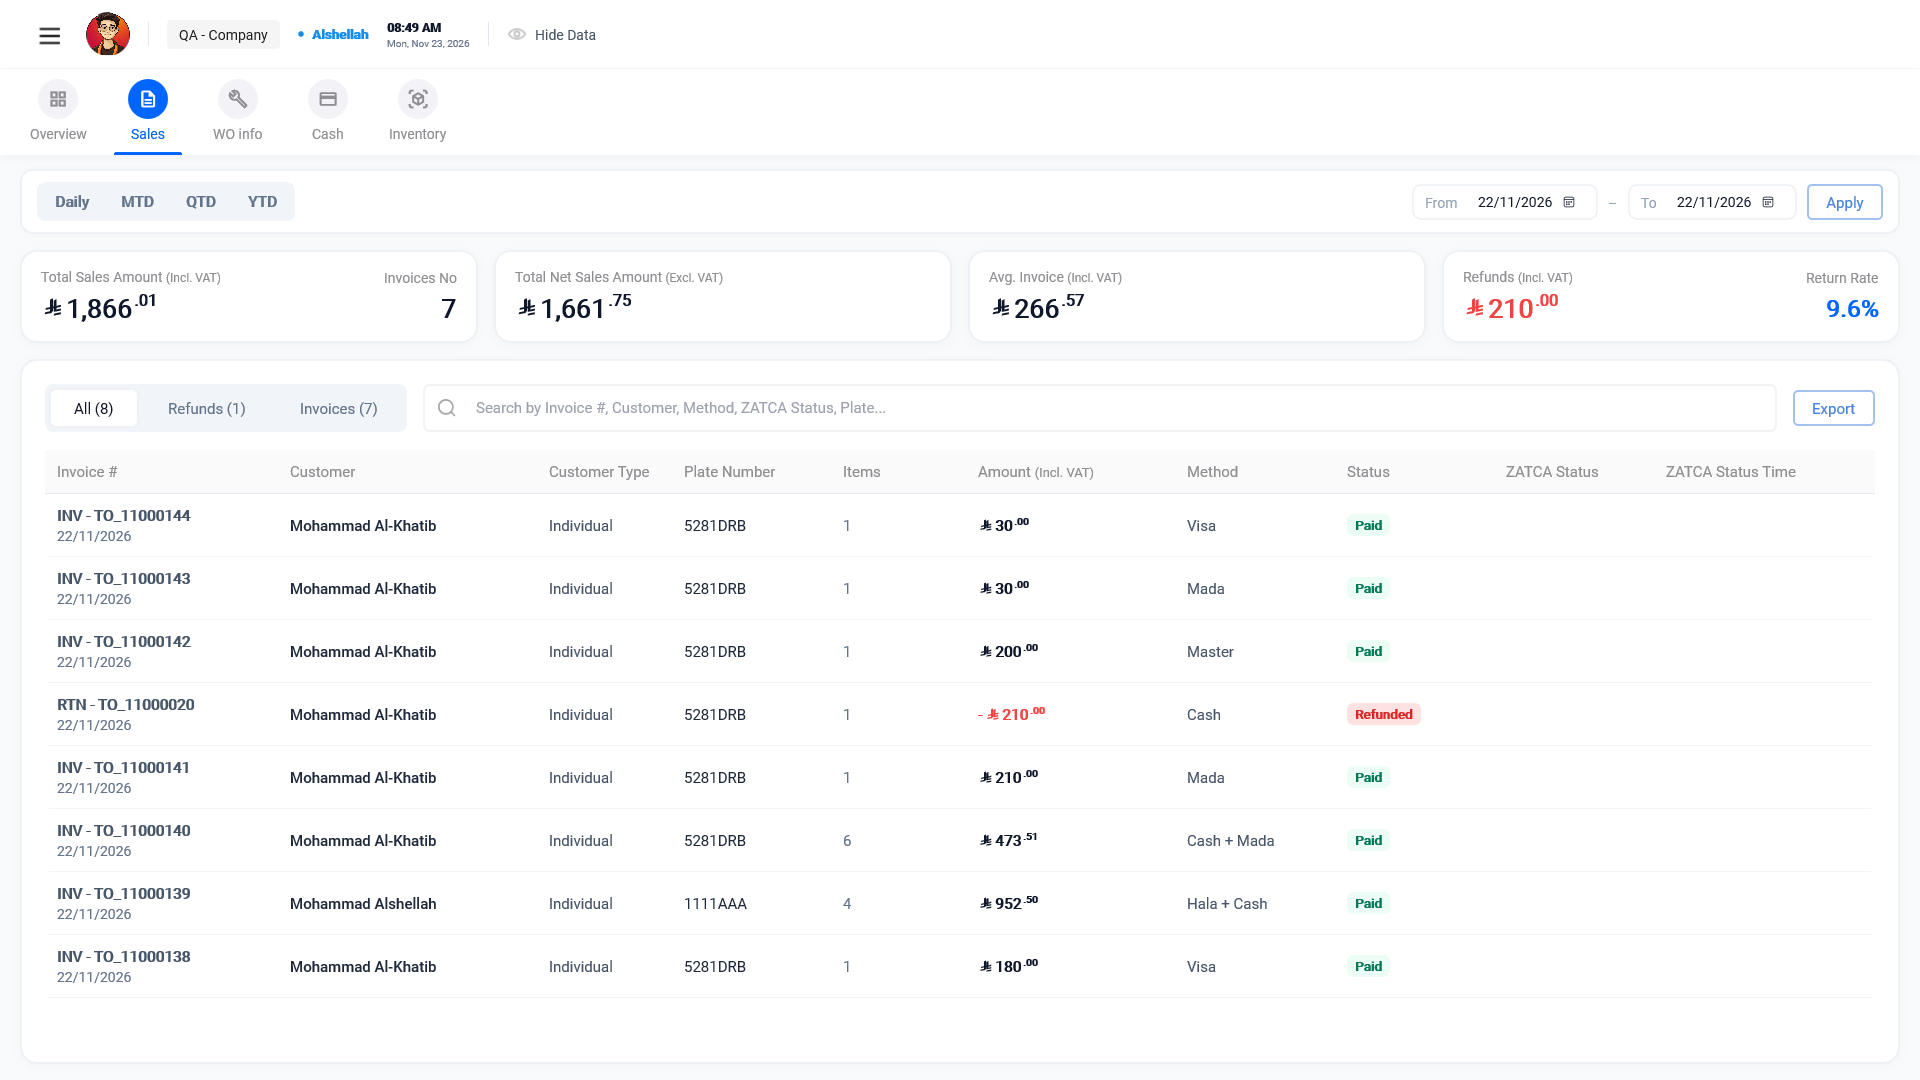 QA - Company
• Alshellah
08:49 AM
Mon, Nov 23, 2026
Hide Data
Overview
Sales
WO info
Cash
Inventory
Daily MTD QTD YTD
From 22/11/2026 – To 22/11/2026 Apply
Total Sales Amount (Incl. VAT) Invoices No
1,866.01 7
Total Net Sales Amount (Excl. VAT)
1,661.75
Avg. Invoice (Incl. VAT)
266.57
Refunds (Incl. VAT) Return Rate
210.00 9.6%
All (8) Refunds (1) Invoices (7) Search by Invoice #, Customer, Method, ZATCA Status, Plate... Export
Invoice # Customer Customer Type Plate Number Items Amount (Incl. VAT) Method Status ZATCA Status ZATCA Status Time
INV - TO_11000144
22/11/2026
Mohammad Al-Khatib Individual 5281DRB 1 30.00 Visa Paid
INV - TO_11000143
22/11/2026
Mohammad Al-Khatib Individual 5281DRB 1 30.00 Mada Paid
INV - TO_11000142
22/11/2026
Mohammad Al-Khatib Individual 5281DRB 1 200.00 Master Paid
RTN - TO_11000020
22/11/2026
Mohammad Al-Khatib Individual 5281DRB 1 - 210.00 Cash Refunded
INV - TO_11000141
22/11/2026
Mohammad Al-Khatib Individual 5281DRB 1 210.00 Mada Paid
INV - TO_11000140
22/11/2026
Mohammad Al-Khatib Individual 5281DRB 6 473.51 Cash + Mada Paid
INV - TO_11000139
22/11/2026
Mohammad Alshellah Individual 1111AAA 4 952.50 Hala + Cash Paid
INV - TO_11000138
22/11/2026
Mohammad Al-Khatib Individual 5281DRB 1 180.00 Visa Paid